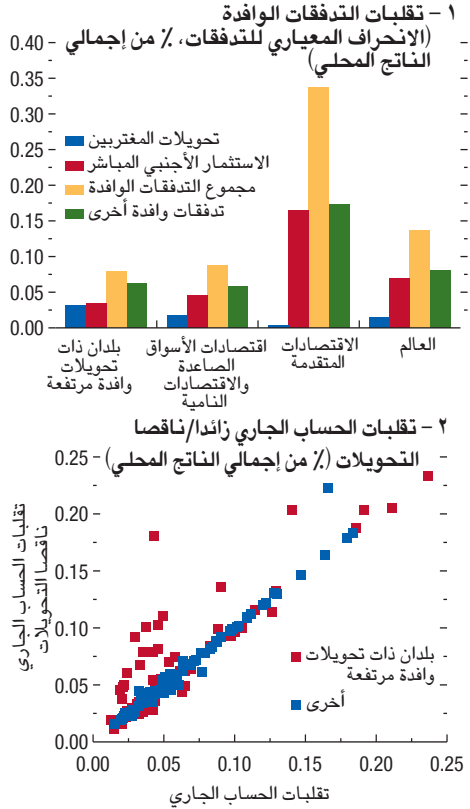 ١ – تقلبات التدفقات الوافدة
(الانحراف المعياري للتدفقات، ٪ من إجمالي
الناتج المحلي)
0.40
0.35
0.30
0.25
0.20
0.15
0.10
0.05
0.00
تحويلات المغتربين
الاستثمار الأجنبي المباشر
مجموع التدفقات الوافدة
تدفقات وافدة أخرى
بلدان ذات
تحويلات
وافدة مرتفعة
اقتصادات الأسواق
الصاعدة
والاقتصادات
النامية
الاقتصادات
المتقدمة
العالم
٢ – تقلبات الحساب الجاري زائدا/ناقصا
التحويلات (٪ من إجمالي الناتج المحلي)
0.25
0.20
0.15
0.10
0.05
0.00
تقلبات الحساب الجاري
ناقصا التحويلات
بلدان ذات تحويلات
وافدة مرتفعة
أخرى
0.00 0.05 0.10 0.15 0.20 0.25
تقلبات الحساب الجاري